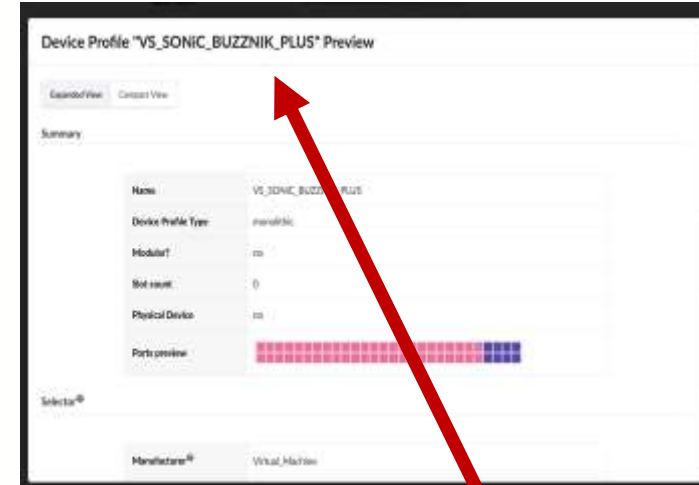 Device Profile "VS_SONiC_BUZZNIK_PLUS" Preview
Expanded View Compact View
Summary
Name VS_SONiC_BUZZNIK_PLUS
Device Profile Type monolithic
Modular? no
Slot count 0
Physical Device no
Ports preview
Selector
Manufacturer Virtual_Machine